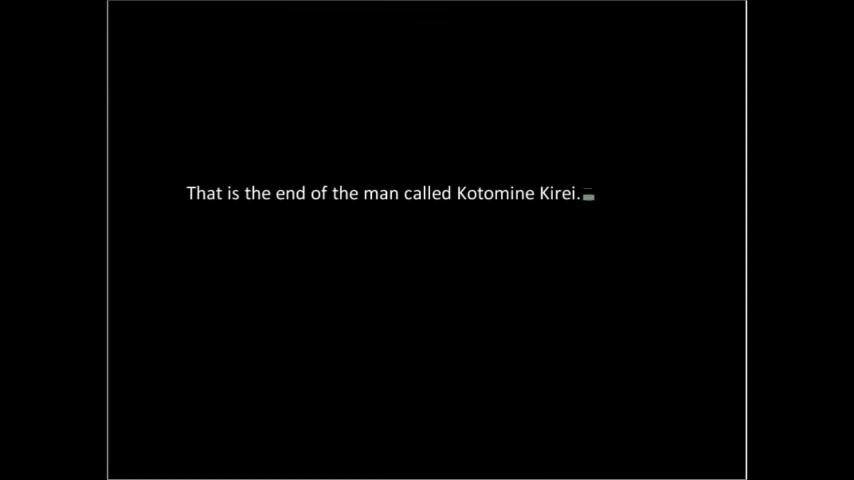 That is the end of the man called Kotomine Kirei.